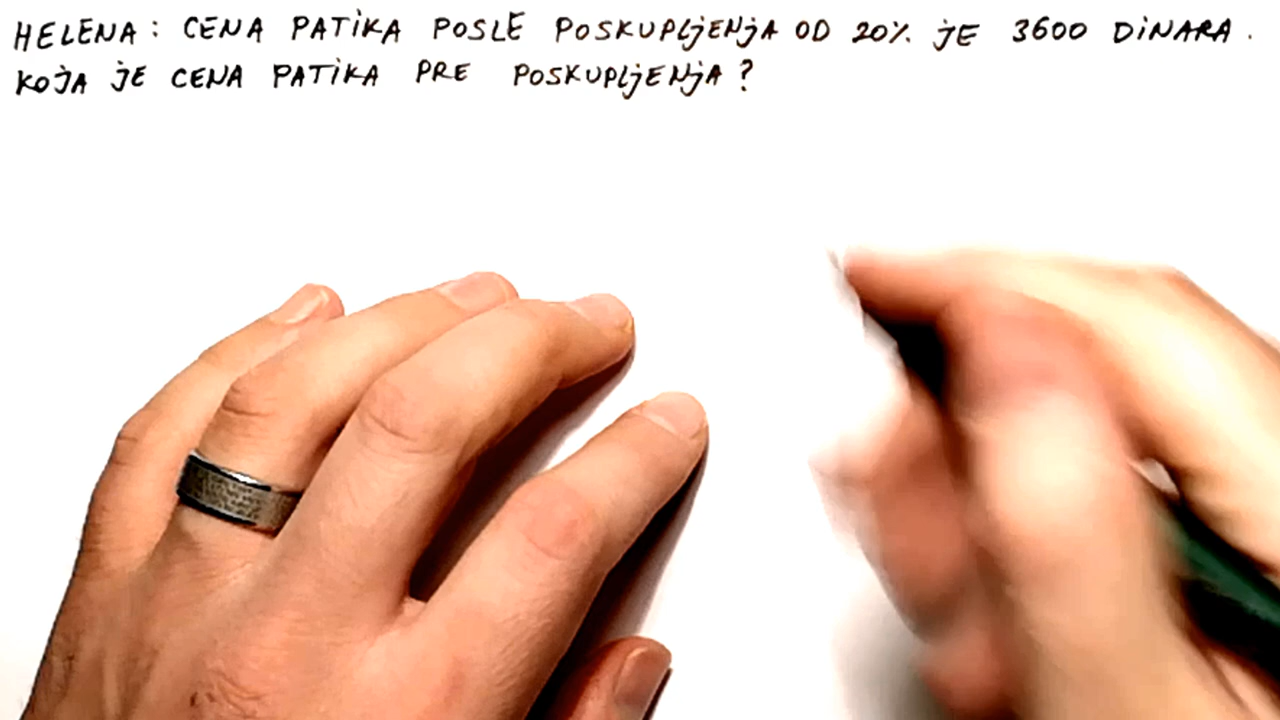 HELENA: CENA PATIKA POSLE POSKUPLJENJA OD 20% JE 3600 DINARA.
KOJA JE CENA PATIKA PRE POSKUPLJENJA?